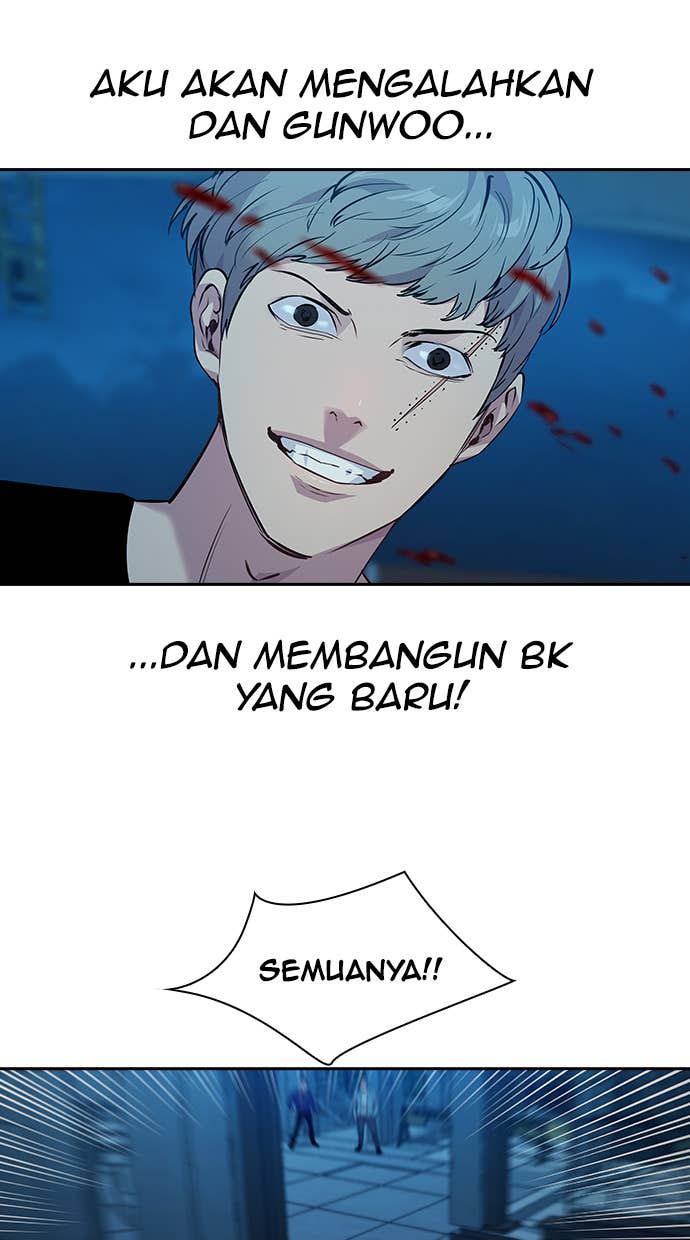 AKU AKAN MENGALAHKAN
DAN GUNWOO...
...DAN MEMBANGUN BK
YANG BARU!
SEMUANYA!!